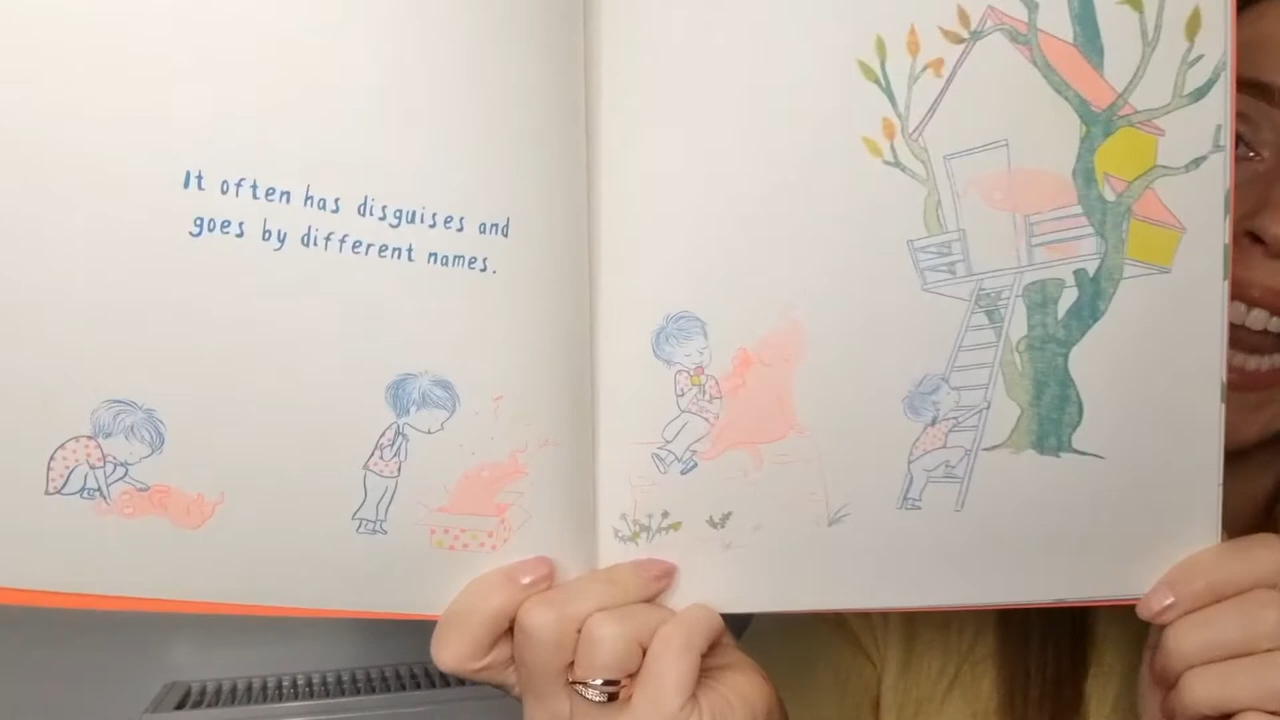 It often has disguises and
goes by different names.